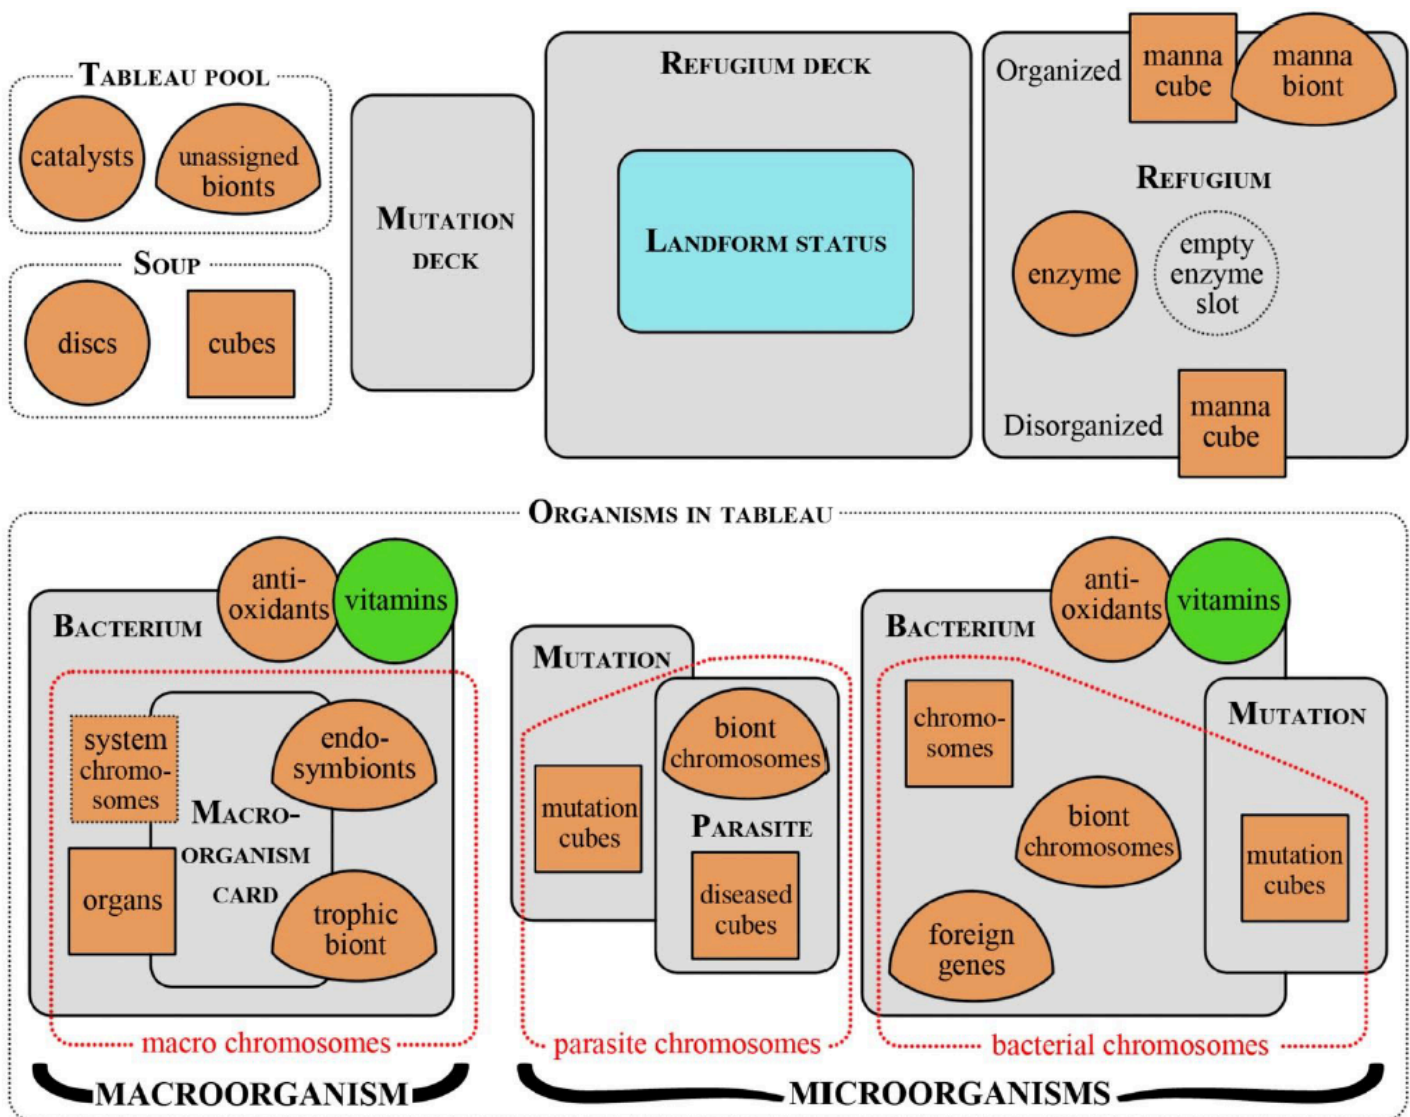 TABLEAU POOL
catalysts
unassigned
bionts
SOUP
discs
cubes
MUTATION
DECK
REFUGIUM DECK
LANDFORM STATUS
Organized
manna
cube
manna
biont
REFUGIUM
enzyme
empty
enzyme
slot
Disorganized
manna
cube
ORGANISMS IN TABLEAU
BACTERIUM
anti-
oxidants
vitamins
system
chromo-
somes
endo-
symbionts
MACRO-
ORGANISM
CARD
organs
trophic
biont
macro chromosomes
MACROORGANISM
MUTATION
mutation
cubes
biont
chromosomes
PARASITE
diseased
cubes
parasite chromosomes
BACTERIUM
anti-
oxidants
vitamins
chromo-
somes
biont
chromosomes
foreign
genes
MUTATION
mutation
cubes
bacterial chromosomes
MICROORGANISMS